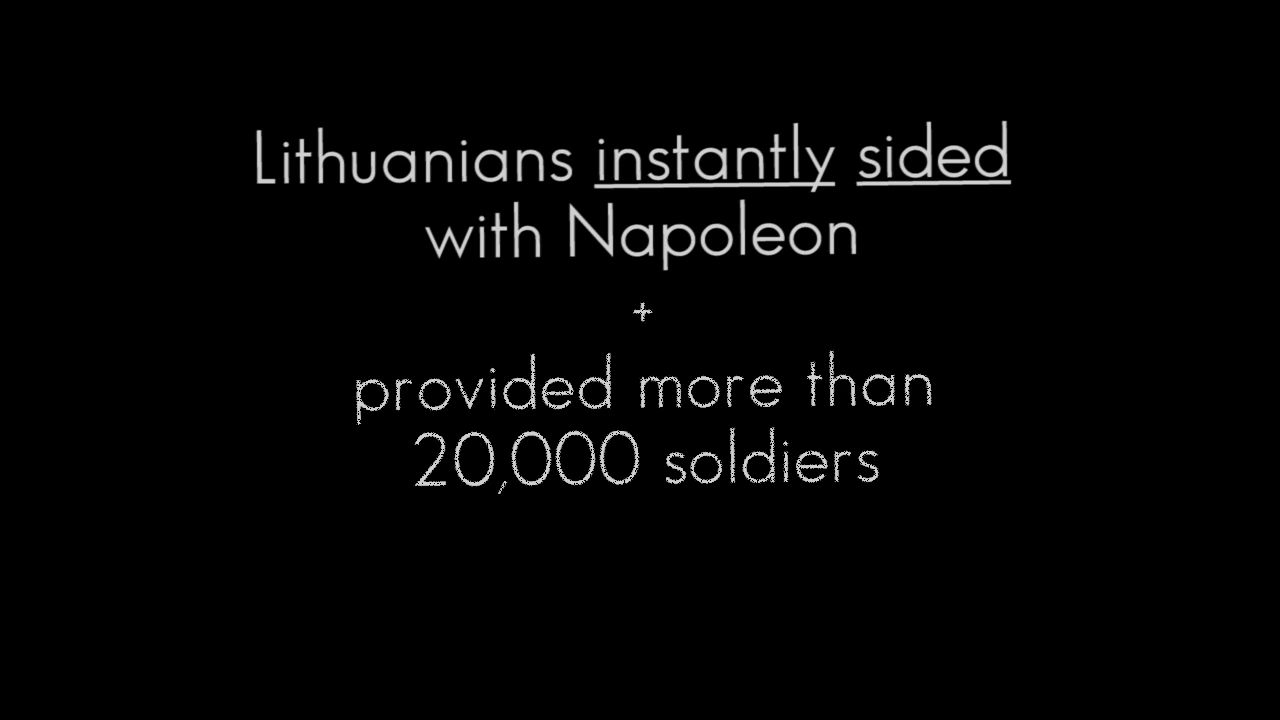 Lithuanians instantly sided
with Napoleon
+
provided more than
20,000 soldiers